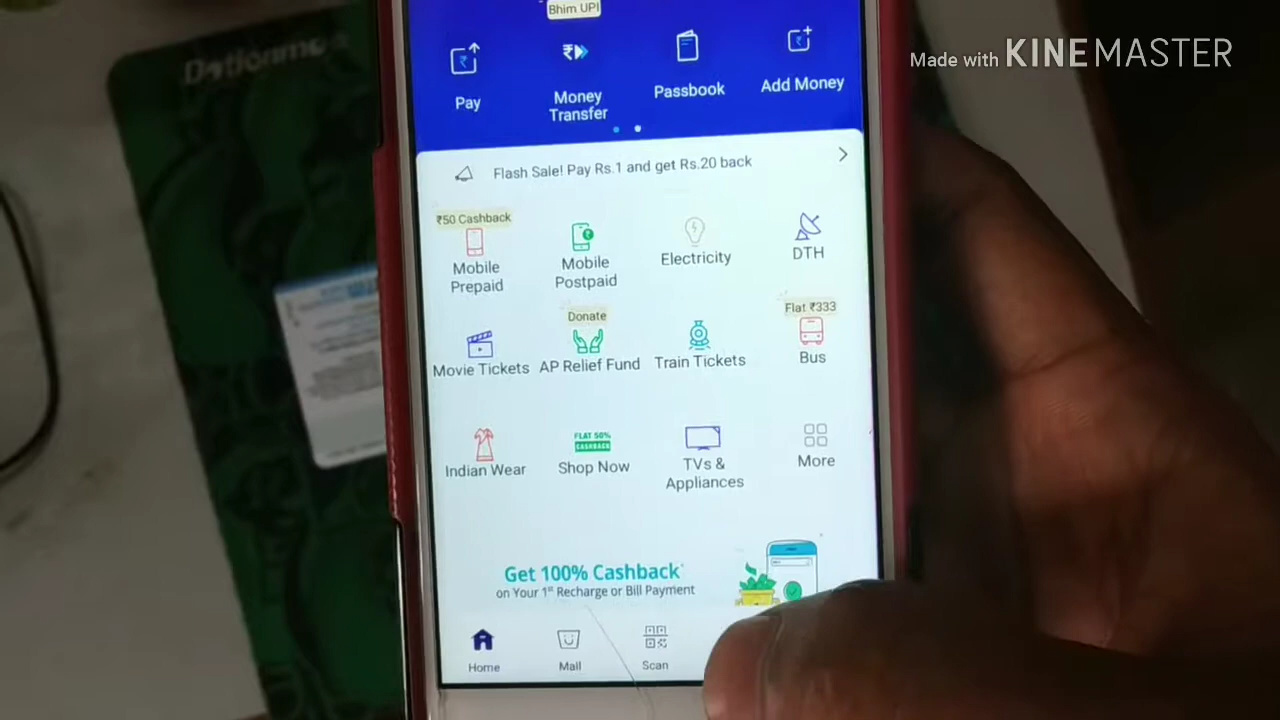 Bhim UPI
Made with KINEMASTER
Pay
Money
Transfer
Passbook
Add Money
Flash Sale! Pay Rs.1 and get Rs.20 back
₹50 Cashback
Mobile
Prepaid
Mobile
Postpaid
Electricity
DTH
Donate
Flat ₹333
Movie Tickets
AP Relief Fund
Train Tickets
Bus
FLAT 50%
CASHBACK
Indian Wear
Shop Now
TVs &
Appliances
More
Get 100% Cashback*
on Your 1st Recharge or Bill Payment
Home
Mall
Scan